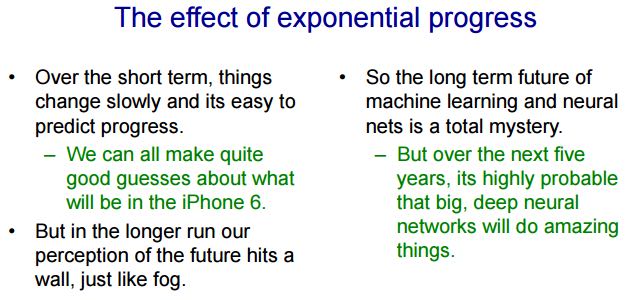 The effect of exponential progress
• Over the short term, things
change slowly and its easy to
predict progress.
– We can all make quite
good guesses about what
will be in the iPhone 6.
• But in the longer run our
perception of the future hits a
wall, just like fog.
• So the long term future of
machine learning and neural
nets is a total mystery.
– But over the next five
years, its highly probable
that big, deep neural
networks will do amazing
things.